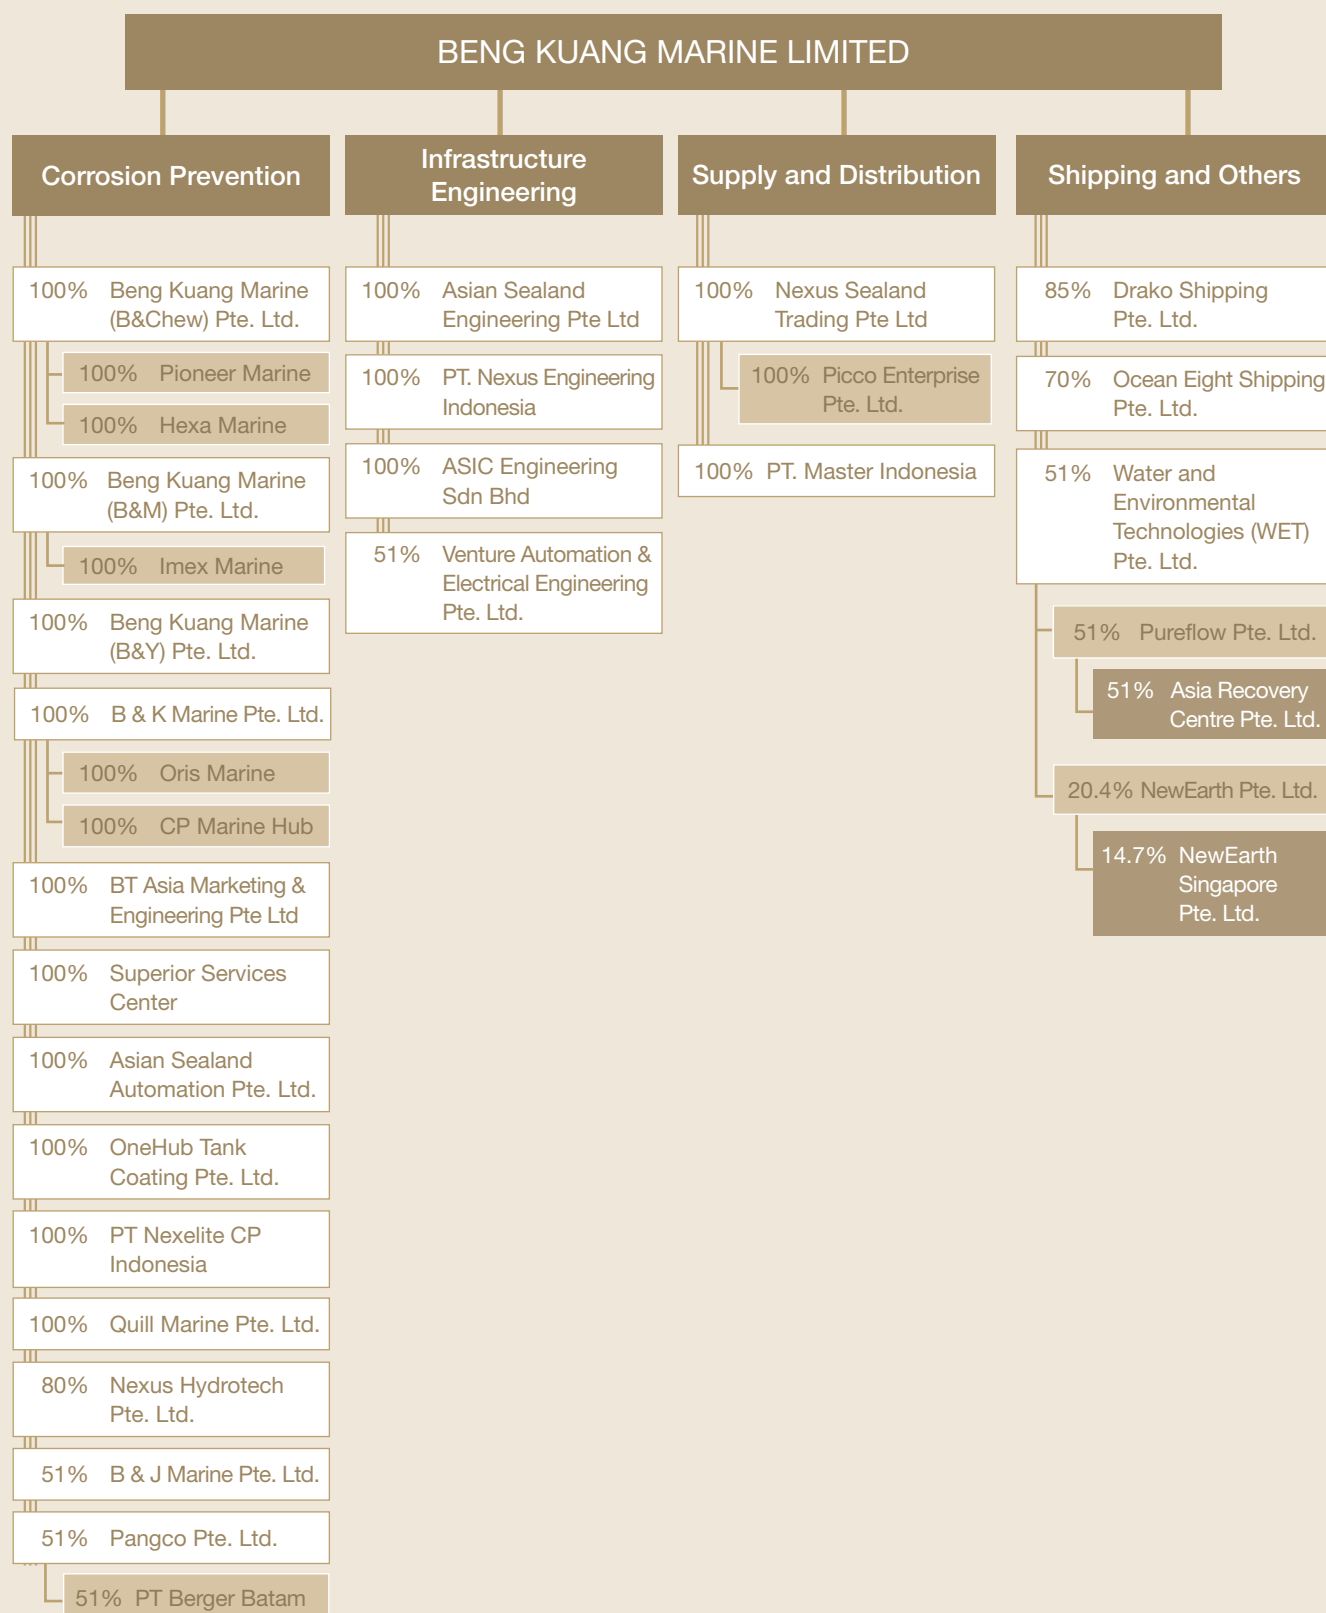 BENG KUANG MARINE LIMITED
Corrosion Prevention
100% Beng Kuang Marine
(B&Chew) Pte. Ltd.
100% Pioneer Marine
100% Hexa Marine
100% Beng Kuang Marine
(B&M) Pte. Ltd.
100% Imex Marine
100% Beng Kuang Marine
(B&Y) Pte. Ltd.
100% B & K Marine Pte. Ltd.
100% Oris Marine
100% CP Marine Hub
100% BT Asia Marketing &
Engineering Pte Ltd
100% Superior Services
Center
100% Asian Sealand
Automation Pte. Ltd.
100% OneHub Tank
Coating Pte. Ltd.
100% PT Nexelite CP
Indonesia
100% Quill Marine Pte. Ltd.
80% Nexus Hydrotech
Pte. Ltd.
51% B & J Marine Pte. Ltd.
51% Pangco Pte. Ltd.
51% PT Berger Batam
Infrastructure
Engineering
100% Asian Sealand
Engineering Pte Ltd
100% PT. Nexus Engineering
Indonesia
100% ASIC Engineering
Sdn Bhd
51% Venture Automation &
Electrical Engineering
Pte. Ltd.
Supply and Distribution
100% Nexus Sealand
Trading Pte Ltd
100% Picco Enterprise
Pte. Ltd.
100% PT. Master Indonesia
Shipping and Others
85% Drako Shipping
Pte. Ltd.
70% Ocean Eight Shipping
Pte. Ltd.
51% Water and
Environmental
Technologies (WET)
Pte. Ltd.
51% Pureflow Pte. Ltd.
51% Asia Recovery
Centre Pte. Ltd.
20.4% NewEarth Pte. Ltd.
14.7% NewEarth
Singapore
Pte. Ltd.